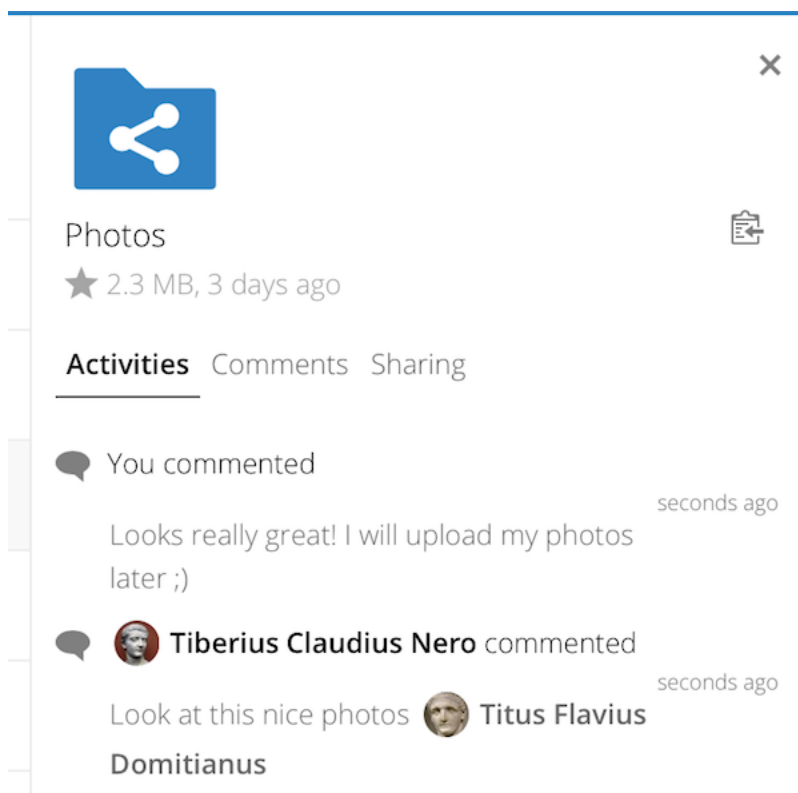 Photos
2.3 MB, 3 days ago
Activities Comments Sharing
You commented
seconds ago
Looks really great! I will upload my photos
later ;)
Tiberius Claudius Nero commented
seconds ago
Look at this nice photos Titus Flavius
Domitianus